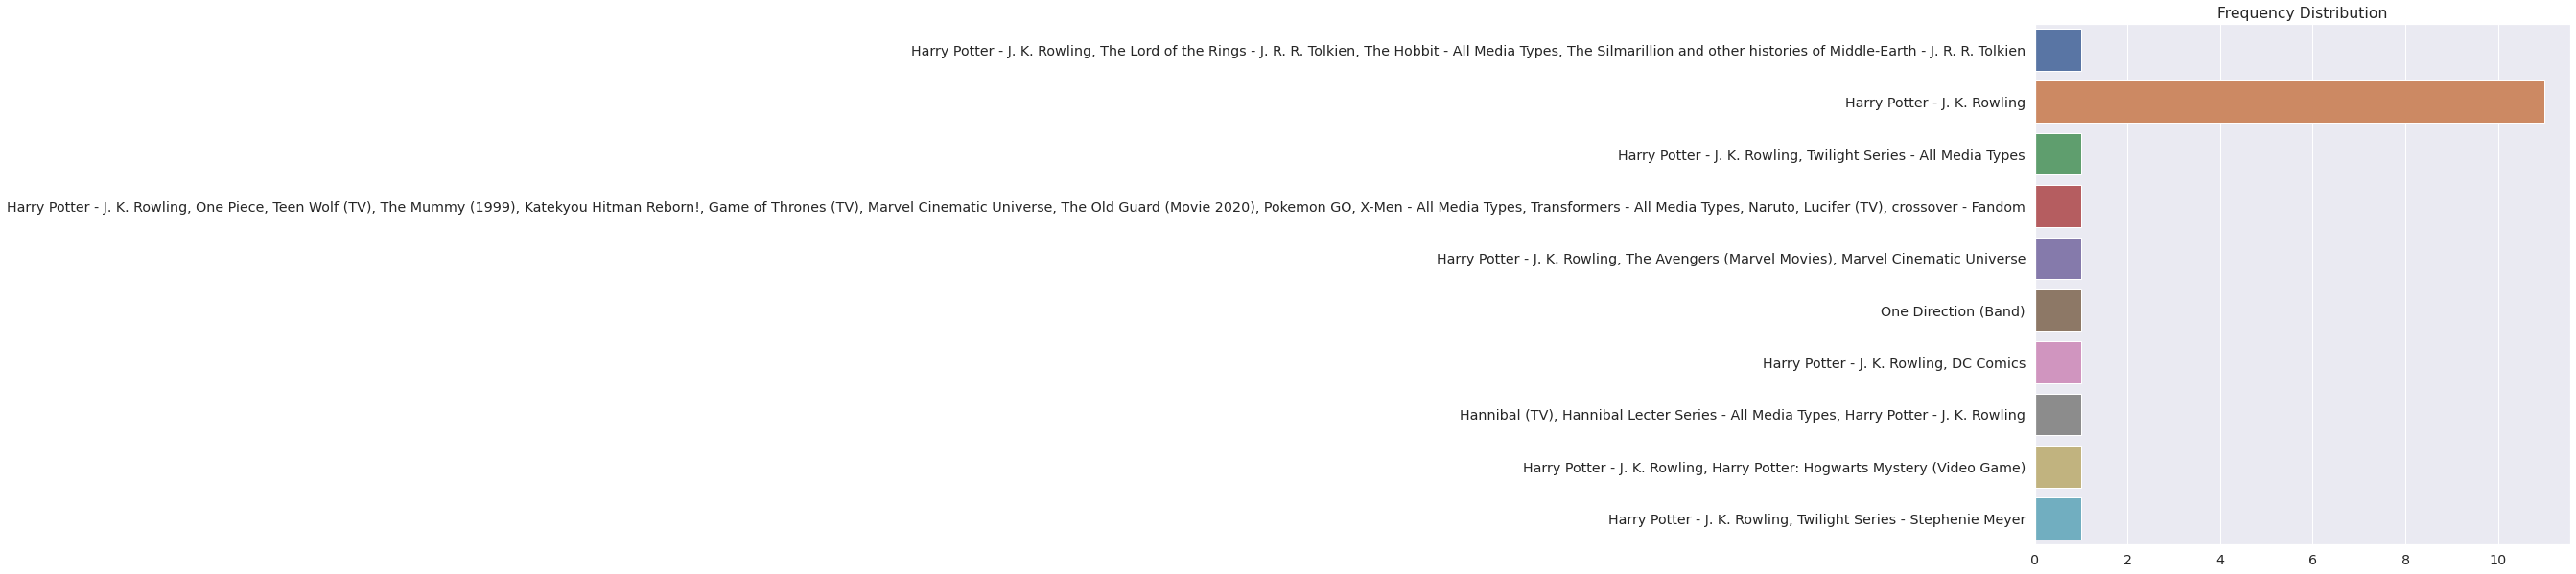 Frequency Distribution
Harry Potter - J. K. Rowling, The Lord of the Rings - J. R. R. Tolkien, The Hobbit - All Media Types, The Silmarillion and other histories of Middle-Earth - J. R. R. Tolkien
Harry Potter - J. K. Rowling
Harry Potter - J. K. Rowling, Twilight Series - All Media Types
Harry Potter - J. K. Rowling, One Piece, Teen Wolf (TV), The Mummy (1999), Katekyou Hitman Reborn!, Game of Thrones (TV), Marvel Cinematic Universe, The Old Guard (Movie 2020), Pokemon GO, X-Men - All Media Types, Transformers - All Media Types, Naruto, Lucifer (TV), crossover - Fandom
Harry Potter - J. K. Rowling, The Avengers (Marvel Movies), Marvel Cinematic Universe
One Direction (Band)
Harry Potter - J. K. Rowling, DC Comics
Hannibal (TV), Hannibal Lecter Series - All Media Types, Harry Potter - J. K. Rowling
Harry Potter - J. K. Rowling, Harry Potter: Hogwarts Mystery (Video Game)
Harry Potter - J. K. Rowling, Twilight Series - Stephenie Meyer
0 2 4 6 8 10